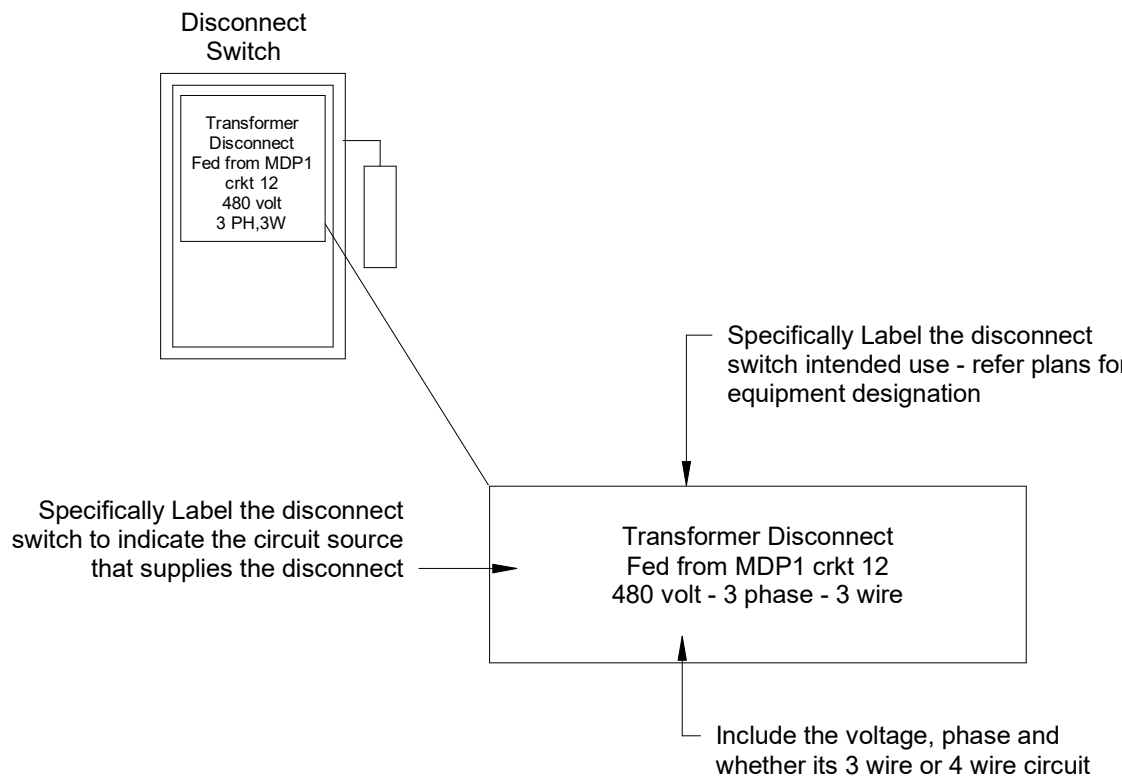 Disconnect
Switch
Transformer
Disconnect
Fed from MDP1
crkt 12
480 volt
3 PH,3W
Specifically Label the disconnect
switch intended use - refer plans for
equipment designation
Specifically Label the disconnect
switch to indicate the circuit source
that supplies the disconnect
Transformer Disconnect
Fed from MDP1 crkt 12
480 volt - 3 phase - 3 wire
Include the voltage, phase and
whether its 3 wire or 4 wire circuit